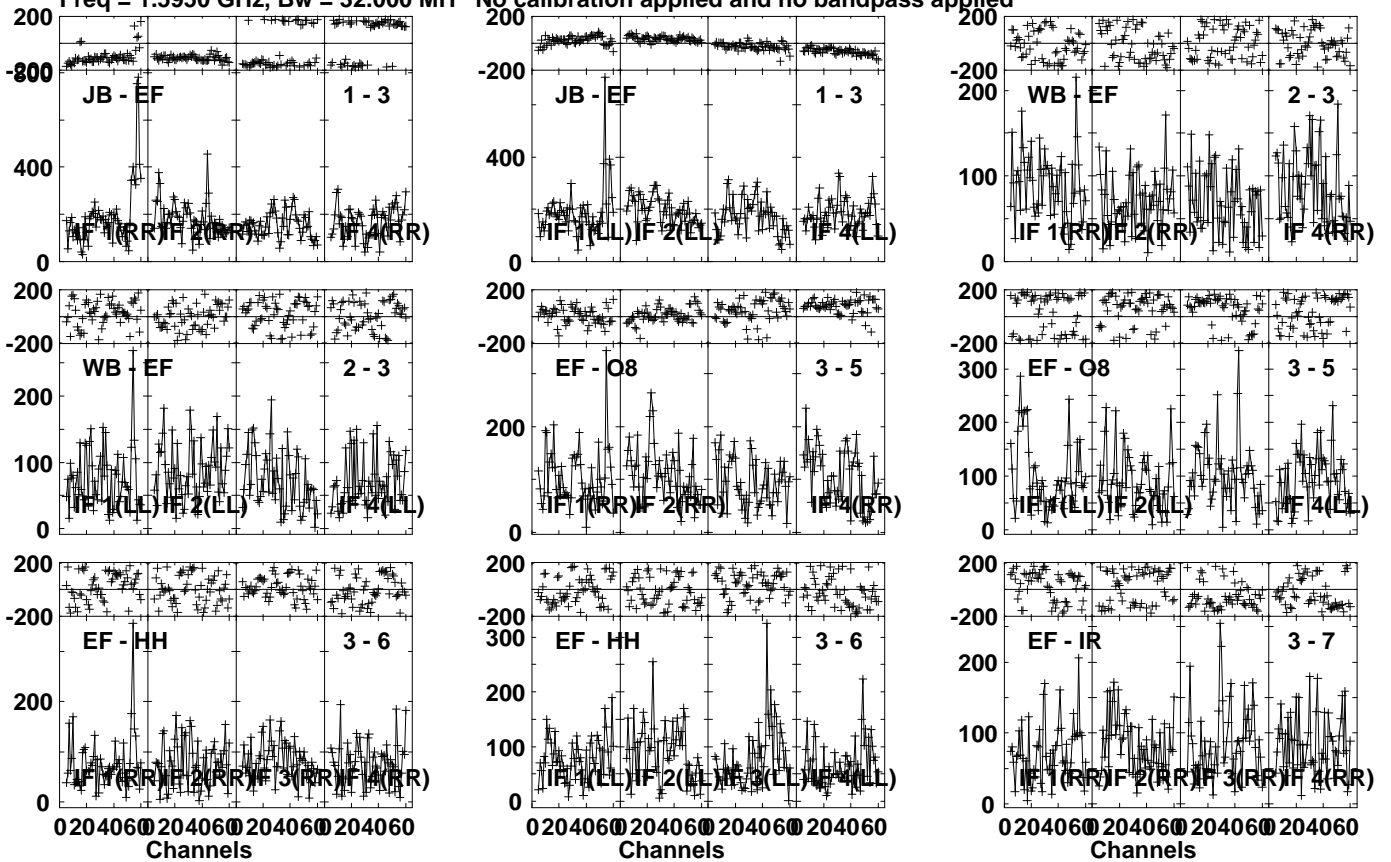 Freq = 1.5950 GHz, Bw = 32.000 MH No calibration applied and no bandpass applied
200 200 200
-200 -200 -200
800
JB - EF 1 - 3 JB - EF 1 - 3 WB - EF 2 - 3
200
400 400 100
IF 1(RR) IF 2(RR) IF 4(RR) IF 1(LL) IF 2(LL) IF 4(LL) IF 1(RR) IF 2(RR) IF 4(RR)
0 0 0
200 200 200
-200 -200 -200
WB - EF 2 - 3 EF - O8 3 - 5 EF - O8 3 - 5
300
200 200 200
100 100
IF 1(LL) IF 2(LL) IF 4(LL) IF 1(RR) IF 2(RR) IF 4(RR) IF 1(LL) IF 2(LL) IF 4(LL)
0 0 0
200 200 200
-200 -200 -200
EF - HH 3 - 6 EF - HH 3 - 6 EF - IR 3 - 7
300
200 200 200
100 100
IF 1(RR) IF 2(RR) IF 3(RR) IF 4(RR) IF 1(LL) IF 2(LL) IF 3(LL) IF 4(LL) IF 1(RR) IF 2(RR) IF 3(RR) IF 4(RR)
0 0 0
0 20 40 60 0 20 40 60 0 20 40 60 0 20 40 60 0 20 40 60 0 20 40 60 0 20 40 60 0 20 40 60 0 20 40 60 0 20 40 60 0 20 40 60 0 20 40 60
Channels Channels Channels